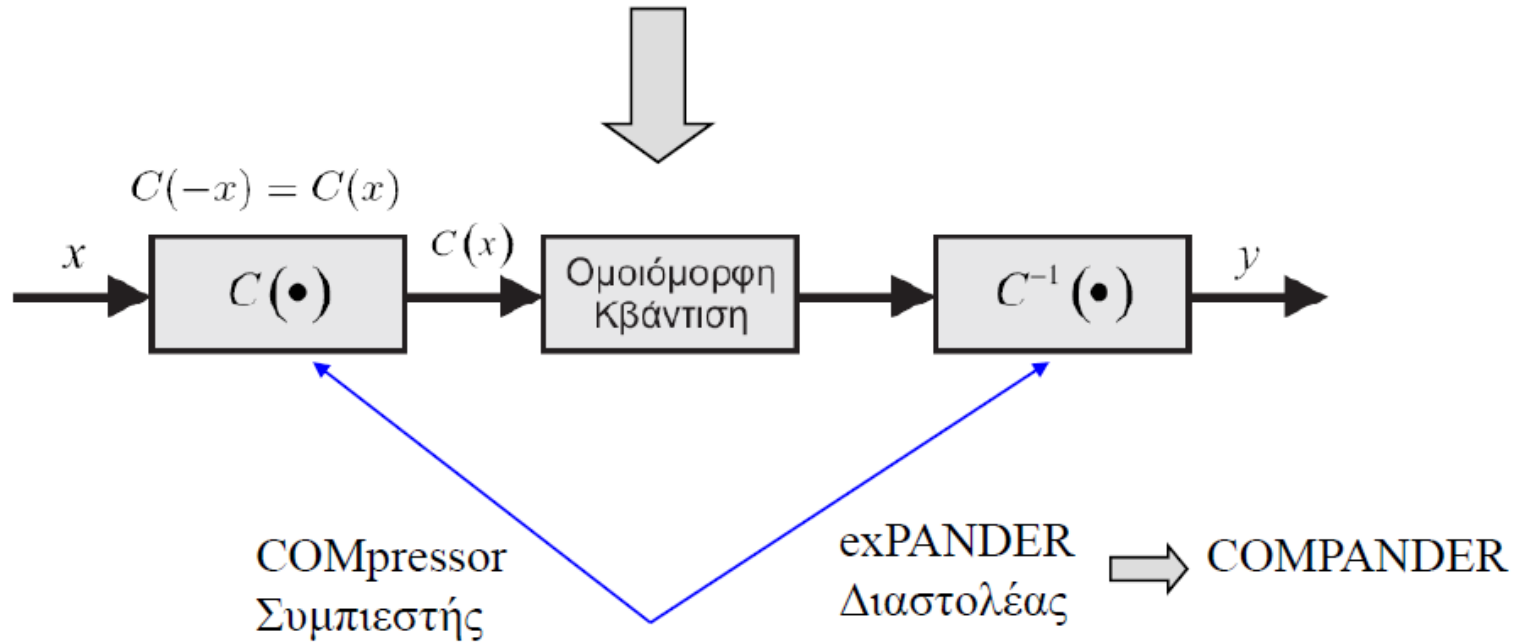 C(-x) = C(x)
x
C(•)
C(x)
Ομοιόμορφη
Κβάντιση
C⁻¹(•)
y
COMpressor
Συμπιεστής
exPANDER
Διαστολέας
COMPANDER